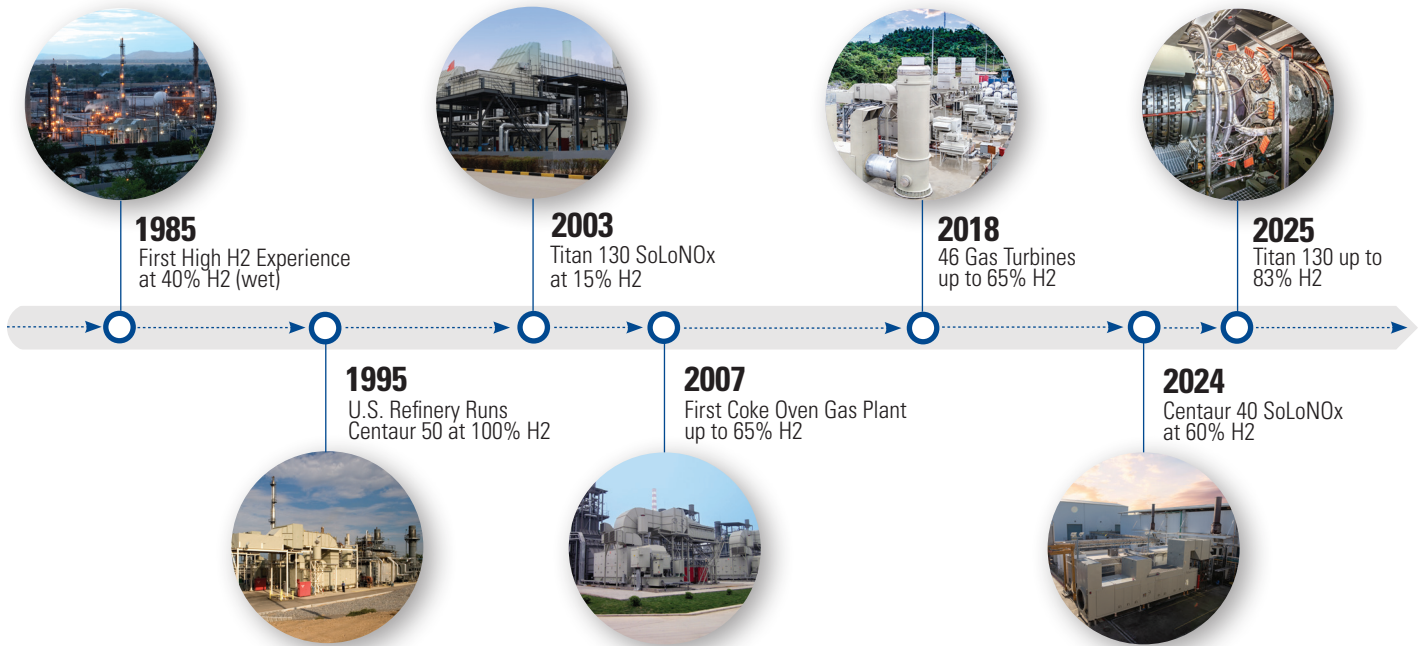 1985
First High H2 Experience
at 40% H2 (wet)
1995
U.S. Refinery Runs
Centaur 50 at 100% H2
2003
Titan 130 SoLoNOx
at 15% H2
2007
First Coke Oven Gas Plant
up to 65% H2
2018
46 Gas Turbines
up to 65% H2
2024
Centaur 40 SoLoNOx
at 60% H2
2025
Titan 130 up to
83% H2